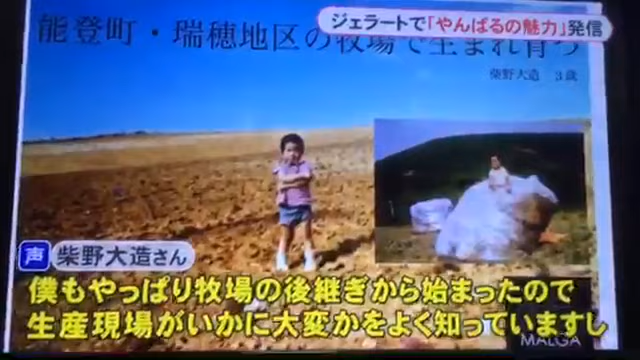 ジェラートで「やんばるの魅力」発信
能登町・瑞穂地区の牧場で生まれ育つ
柴野大造 3歳
声 柴野大造さん
僕もやっぱり牧場の後継ぎから始まったので
生産現場がいかに大変かをよく知っていますし
MALGA